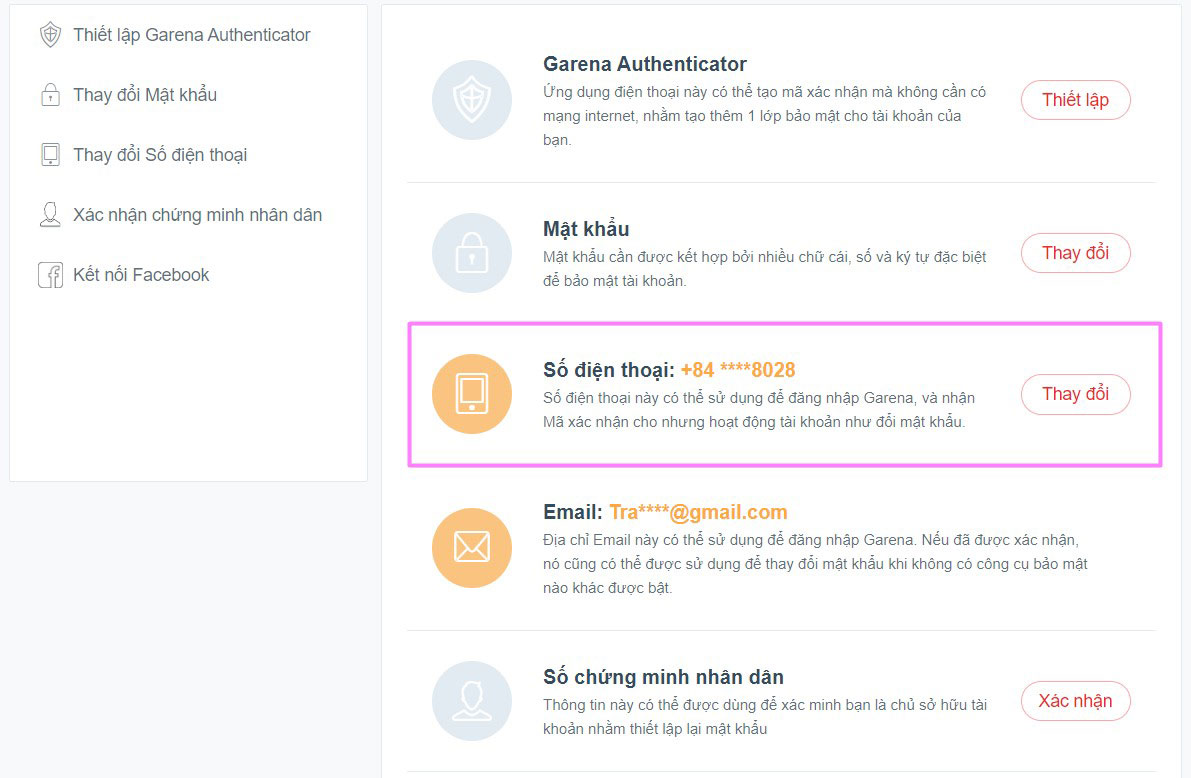 Thiết lập Garena Authenticator
Thay đổi Mật khẩu
Thay đổi Số điện thoại
Xác nhận chứng minh nhân dân
Kết nối Facebook
Garena Authenticator
Ứng dụng điện thoại này có thể tạo mã xác nhận mà không cần có
mạng internet, nhằm tạo thêm 1 lớp bảo mật cho tài khoản của
bạn.
Thiết lập
Mật khẩu
Mật khẩu cần được kết hợp bởi nhiều chữ cái, số và ký tự đặc biệt
để bảo mật tài khoản.
Thay đổi
Số điện thoại: +84 ****8028
Số điện thoại này có thể sử dụng để đăng nhập Garena, và nhận
Mã xác nhận cho nhưng hoạt động tài khoản như đổi mật khẩu.
Thay đổi
Email: Tra****@gmail.com
Địa chỉ Email này có thể sử dụng để đăng nhập Garena. Nếu đã được xác nhận,
nó cũng có thể được sử dụng để thay đổi mật khẩu khi không có công cụ bảo mật
nào khác được bật.
Số chứng minh nhân dân
Thông tin này có thể được dùng để xác minh bạn là chủ sở hữu tài
khoản nhằm thiết lập lại mật khẩu
Xác nhận